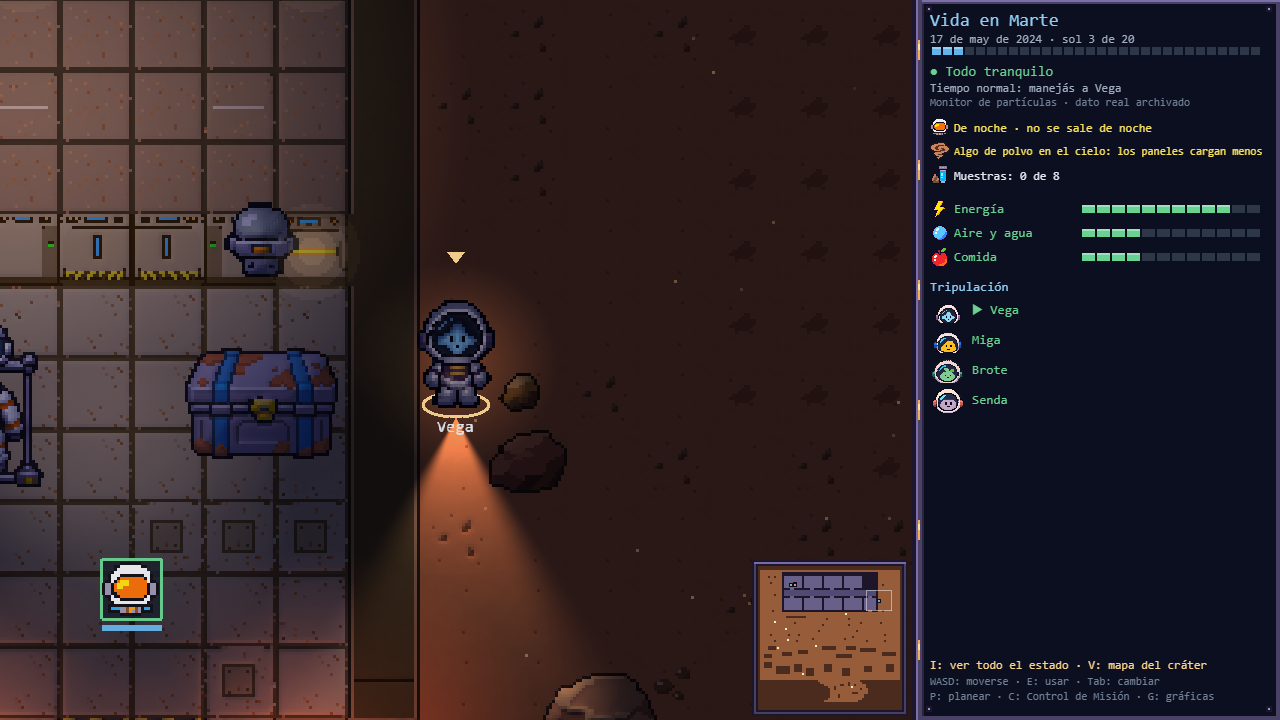 Vida en Marte
17 de may de 2024 · sol 3 de 20
Todo tranquilo
Tiempo normal: manejás a Vega
Monitor de partículas · dato real archivado
De noche · no se sale de noche
Algo de polvo en el cielo: los paneles cargan menos
Muestras: 0 de 8
Energía
Aire y agua
Comida
Tripulación
Vega
Miga
Brote
Senda
Vega
I: ver todo el estado · V: mapa del cráter
WASD: moverse · E: usar · Tab: cambiar
P: planear · C: Control de Misión · G: gráficas